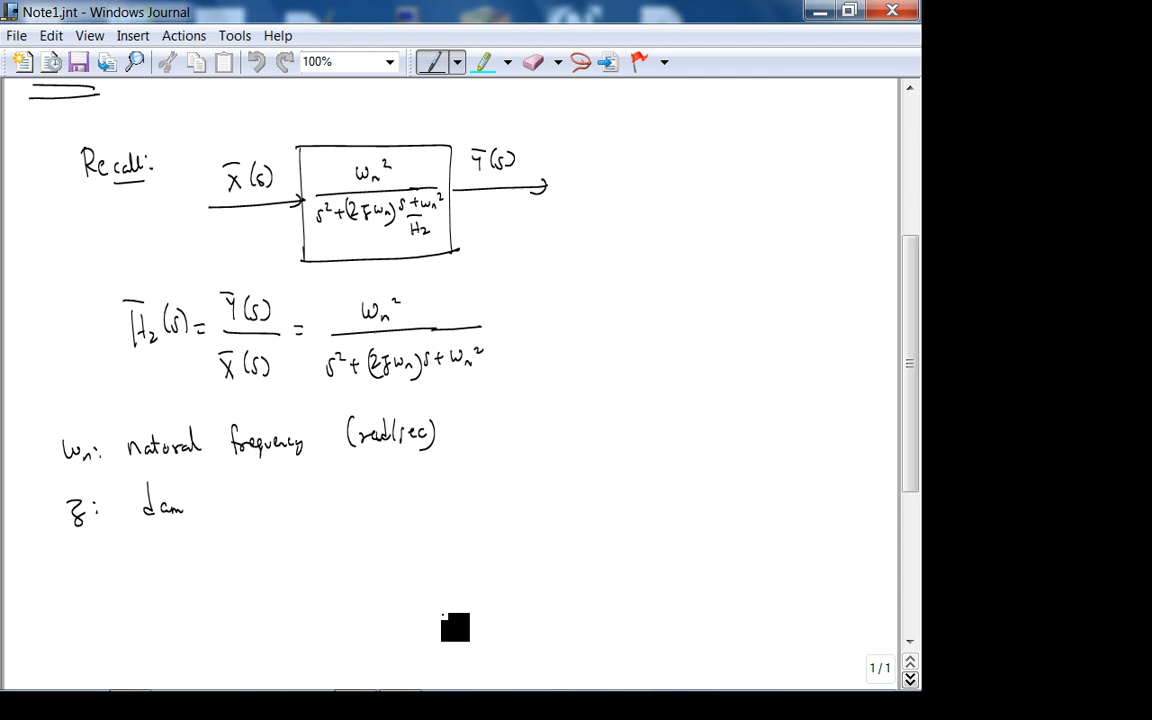 Note1.jnt - Windows Journal
File Edit View Insert Actions Tools Help
100%
Recall:
X̄(s)
ωn²
s²+(2ζωn)s+ωn²
H̄₂
Ȳ(s)
H̄₂(s) = Ȳ(s)/X̄(s) = ωn²/(s²+(2ζωn)s+ωn²)
ωn: natural frequency (rad/sec)
ζ: dam
1 / 1